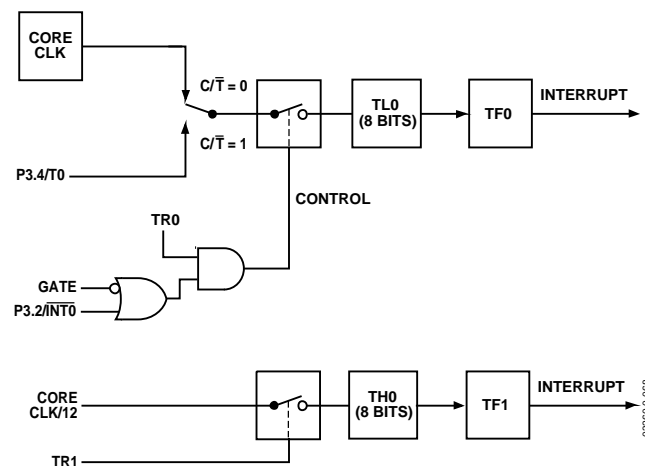 CORE
CLK
C/T̅ = 0
TL0
(8 BITS)
TF0
INTERRUPT
C/T̅ = 1
P3.4/T0
CONTROL
TR0
GATE
P3.2/I̅N̅T̅0̅
CORE
CLK/12
TH0
(8 BITS)
TF1
INTERRUPT
TR1